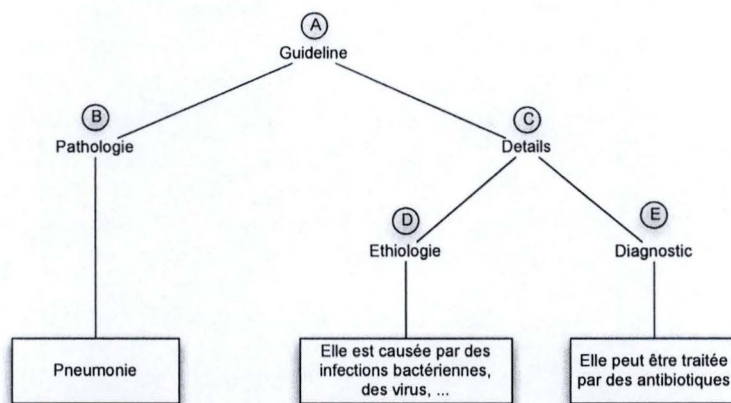 A
Guideline
B
Pathologie
C
Details
D
Ethiologie
E
Diagnostic
Pneumonie
Elle est causée par des
infections bactériennes,
des virus, ...
Elle peut être traitée
par des antibiotiques